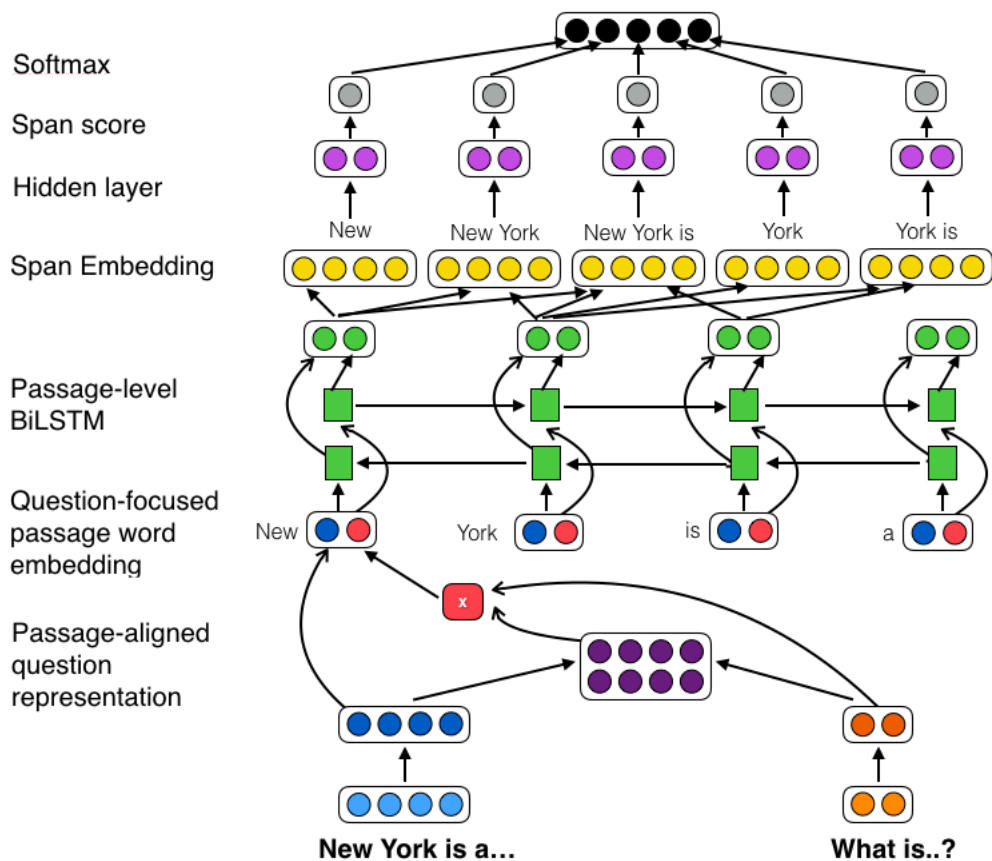 Softmax
Span score
Hidden layer
New
New York
New York is
York
York is
Span Embedding
Passage-level
BiLSTM
Question-focused
passage word
embedding
New
York
is
a
x
Passage-aligned
question
representation
New York is a...
What is..?